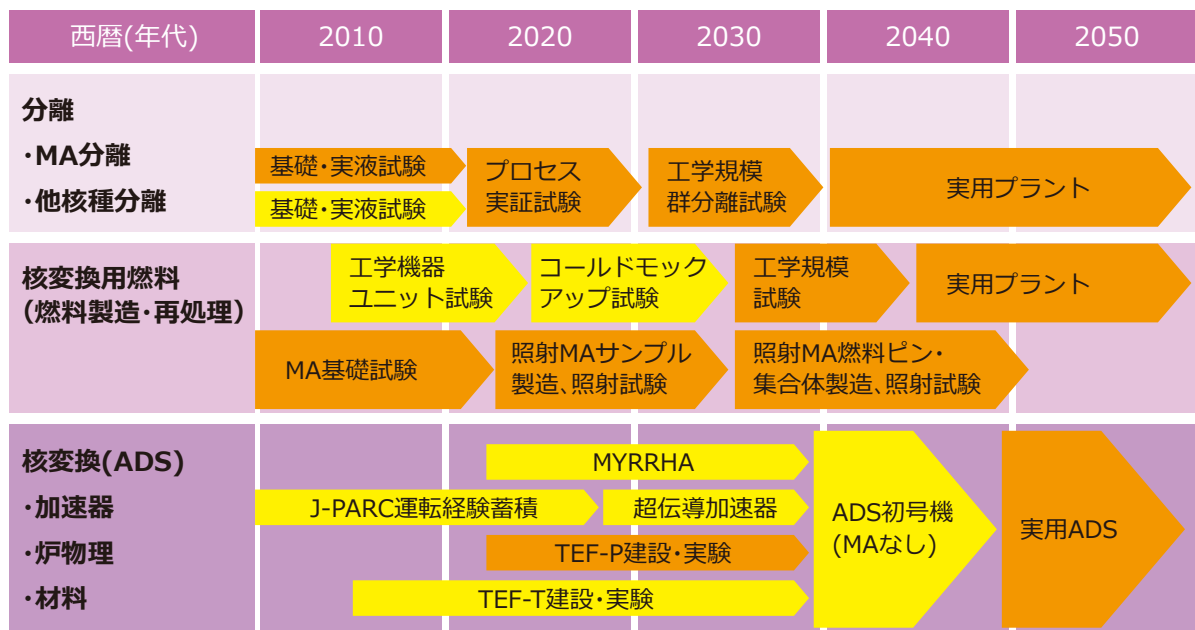 西暦(年代)
2010
2020
2030
2040
2050
分離
･MA分離
･他核種分離
基礎･実液試験
基礎･実液試験
プロセス
実証試験
工学規模
群分離試験
実用プラント
核変換用燃料
(燃料製造･再処理)
工学機器
ユニット試験
コールドモック
アップ試験
工学規模
試験
実用プラント
MA基礎試験
照射MAサンプル
製造、照射試験
照射MA燃料ピン･
集合体製造、照射試験
核変換(ADS)
･加速器
･炉物理
･材料
MYRRHA
J-PARC運転経験蓄積
超伝導加速器
TEF-P建設･実験
TEF-T建設･実験
ADS初号機
(MAなし)
実用ADS